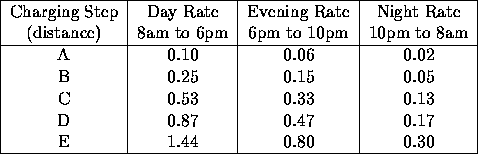 Charging Step Day Rate Evening Rate Night Rate
(distance) 8am to 6pm 6pm to 10pm 10pm to 8am
A 0.10 0.06 0.02
B 0.25 0.15 0.05
C 0.53 0.33 0.13
D 0.87 0.47 0.17
E 1.44 0.80 0.30